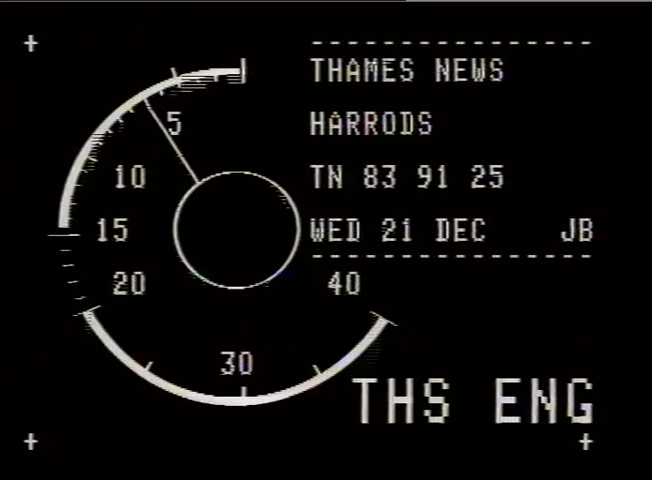 THAMES NEWS
HARRODS
TN 83 91 25
WED 21 DEC JB
5
10
15
20
30
40
THS ENG